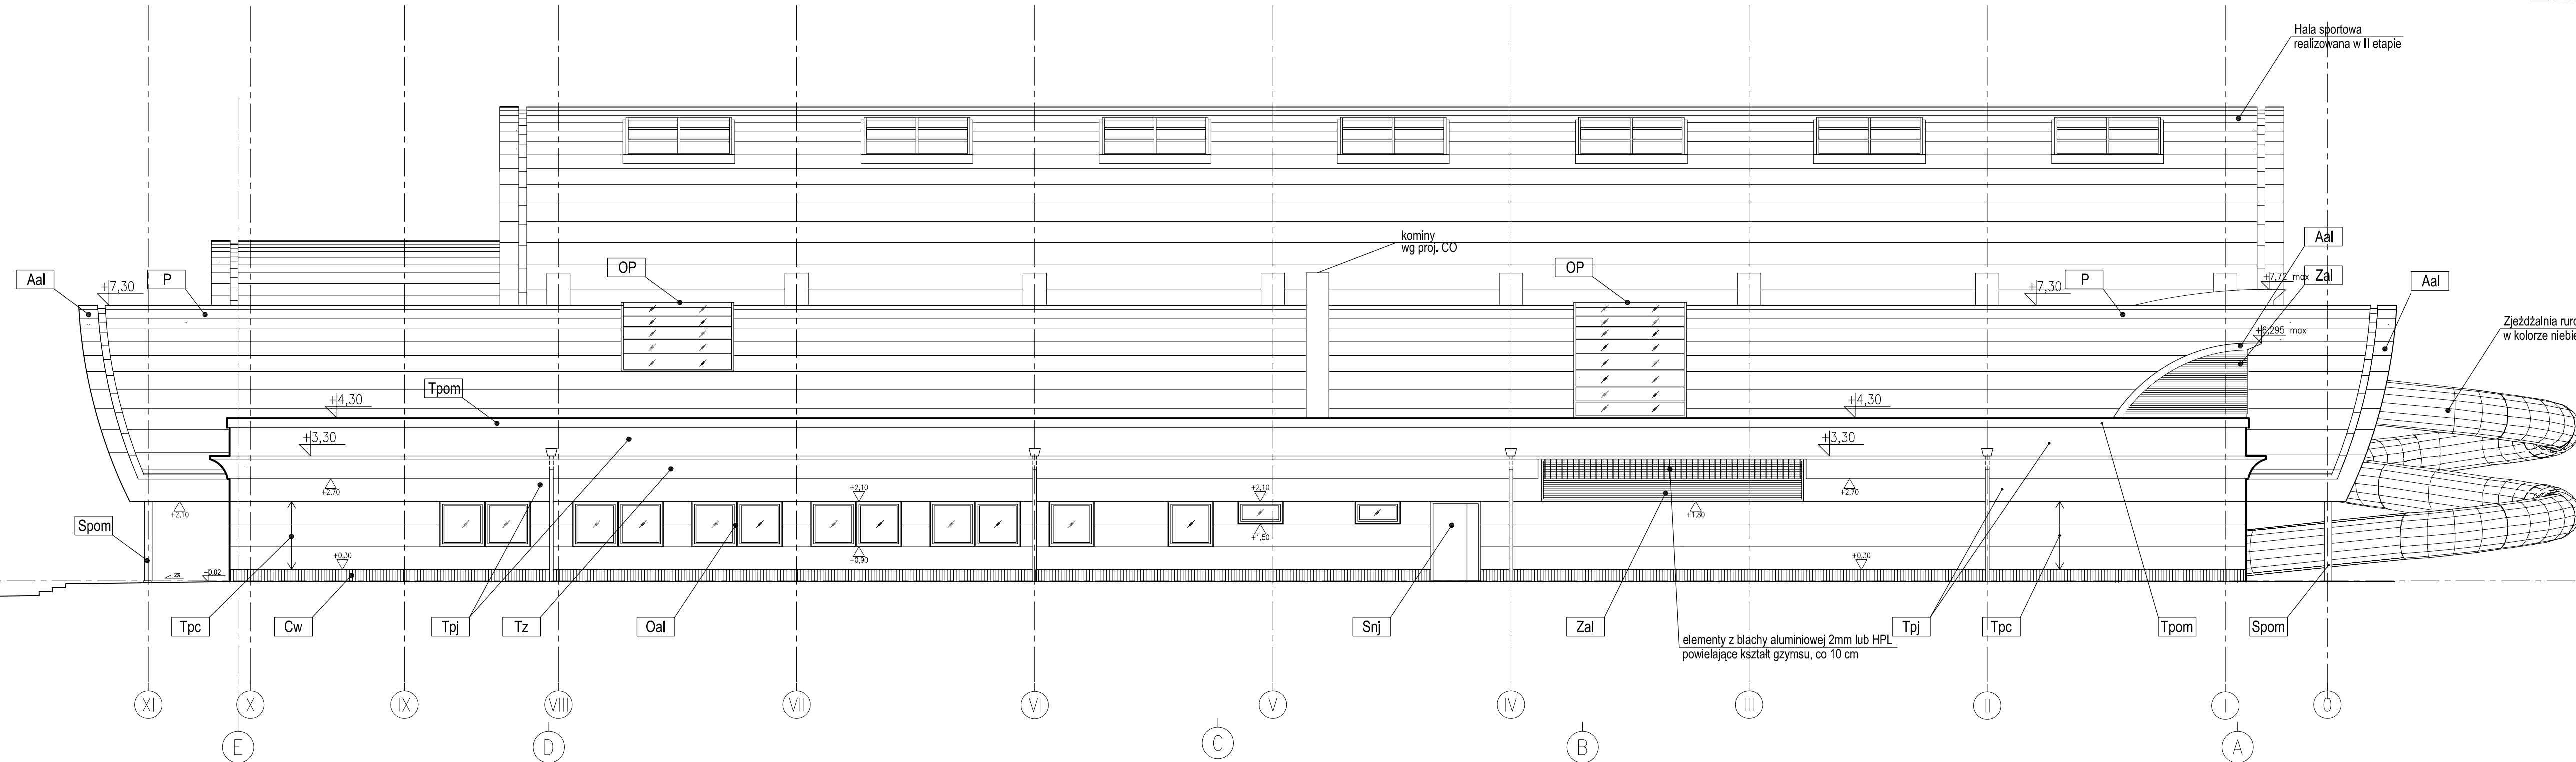 Hala sportowa
realizowana w II etapie
kominy
wg proj. CO
Aal
OP
OP
Aal
P
+7,30
+7,30
P
+7,72 max
Zal
Aal
+6,295 max
Zjeżdżalnia
w kolorze
Tpom
+4,30
+4,30
+3,30
+3,30
+2,70
+2,70
+2,10
+2,10
+2,10
+1,80
+1,50
Spom
+0,90
+0,30
+0,30
Tpc
Cw
Tpj
Tz
Oal
Snj
Zal
Tpj
Tpc
Tpom
Spom
elementy z blachy aluminiowej 2mm lub HPL
powielające kształt gzymsu, co 10 cm
XI
X
IX
VIII
VII
VI
V
IV
III
II
I
0
E
D
C
B
A